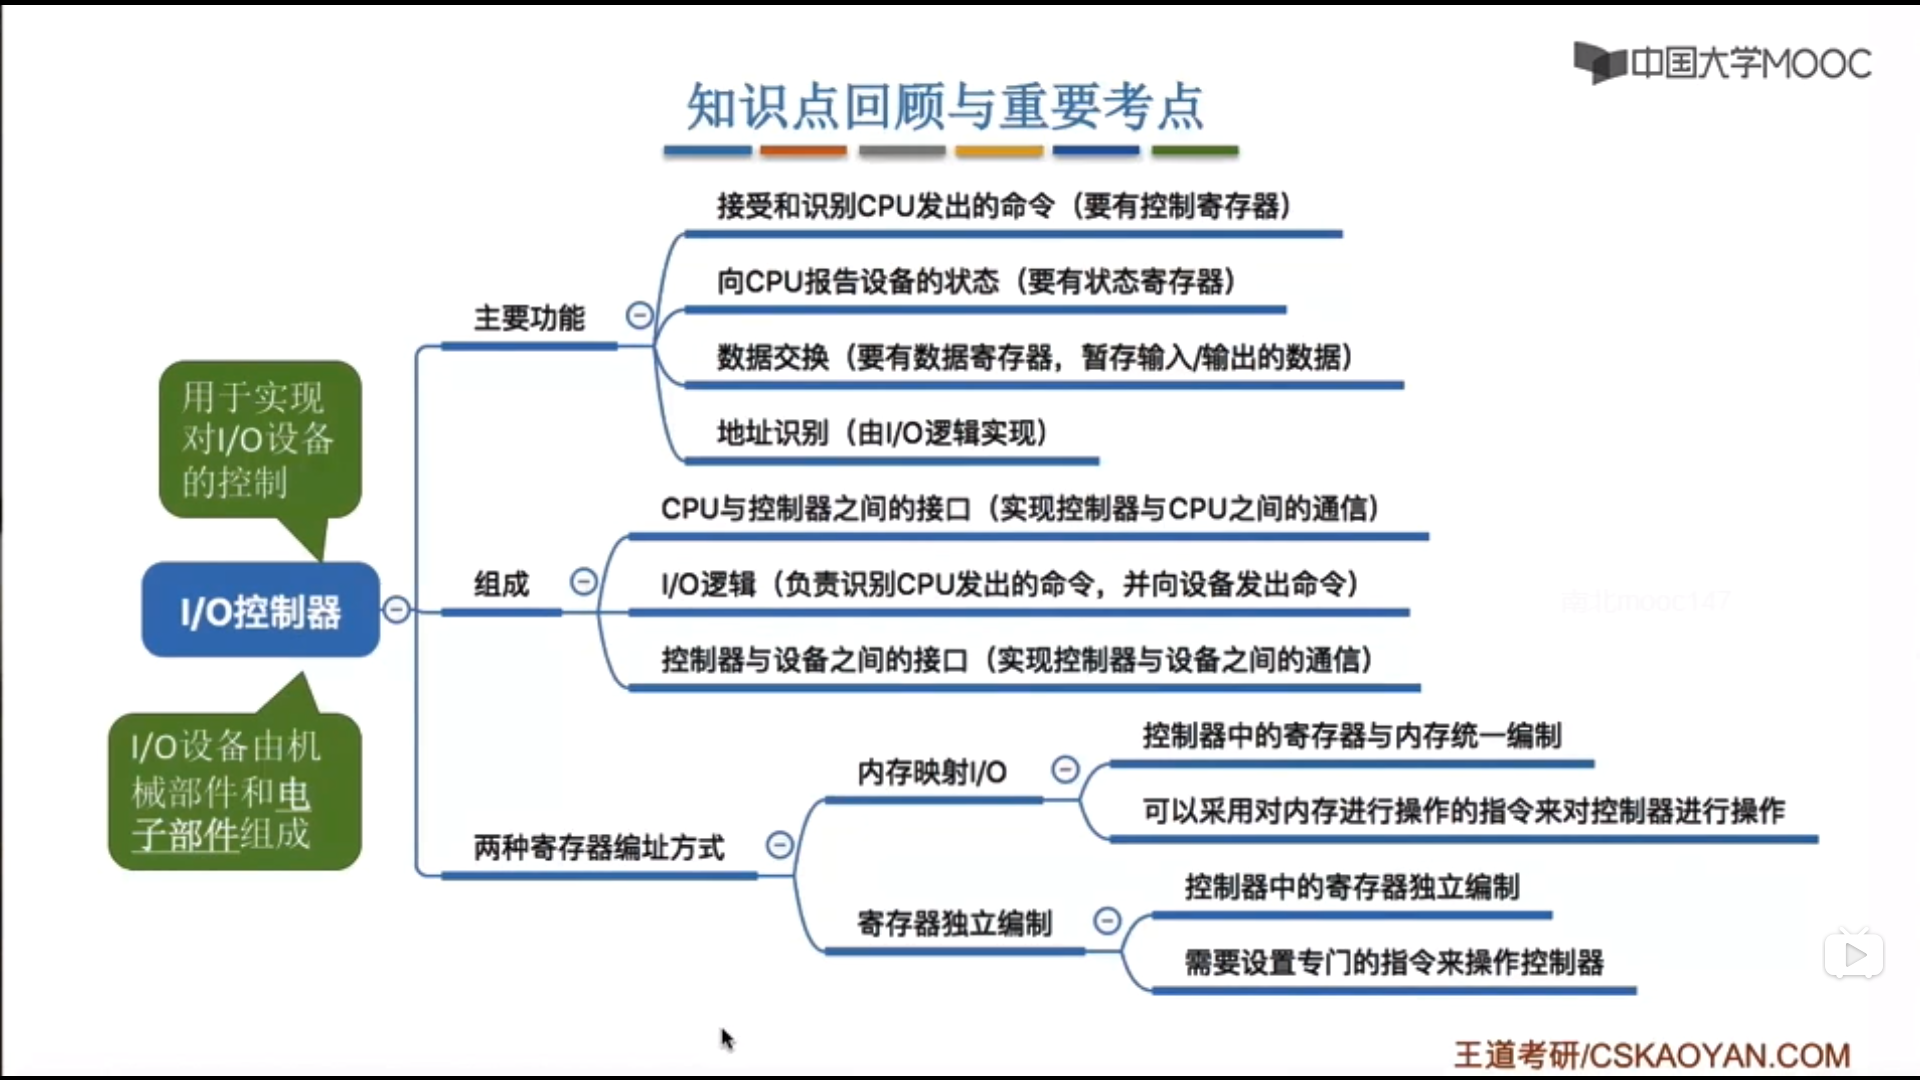 中国大学MOOC
知识点回顾与重要考点
接受和识别CPU发出的命令（要有控制寄存器）
向CPU报告设备的状态（要有状态寄存器）
主要功能
数据交换（要有数据寄存器，暂存输入/输出的数据）
地址识别（由I/O逻辑实现）
用于实现
对I/O设备
的控制
CPU与控制器之间的接口（实现控制器与CPU之间的通信）
组成
I/O逻辑（负责识别CPU发出的命令，并向设备发出命令）
I/O控制器
南北mooc147
控制器与设备之间的接口（实现控制器与设备之间的通信）
I/O设备由机
械部件和电
子部件组成
控制器中的寄存器与内存统一编制
内存映射I/O
可以采用对内存进行操作的指令来对控制器进行操作
两种寄存器编址方式
控制器中的寄存器独立编制
寄存器独立编制
需要设置专门的指令来操作控制器
王道考研/CSKAOYAN.COM